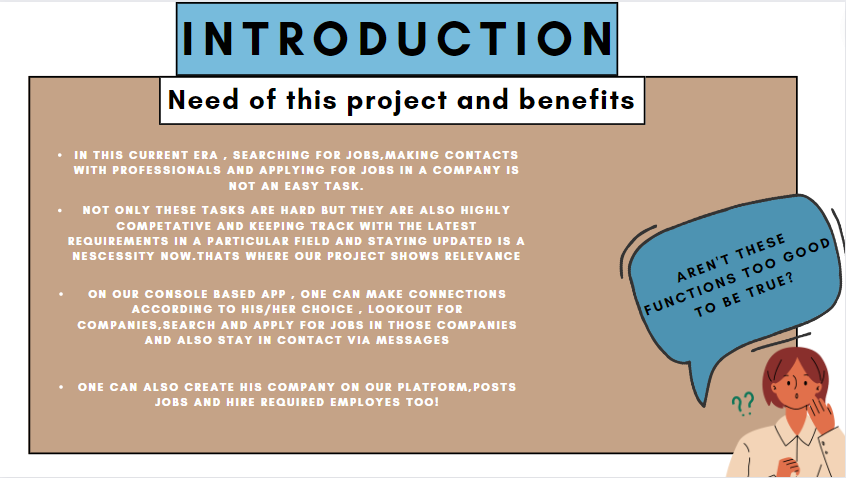 INTRODUCTION
Need of this project and benefits
• IN THIS CURRENT ERA , SEARCHING FOR JOBS,MAKING CONTACTS
WITH PROFESSIONALS AND APPLYING FOR JOBS IN A COMPANY IS
NOT AN EASY TASK.
• NOT ONLY THESE TASKS ARE HARD BUT THEY ARE ALSO HIGHLY
COMPETATIVE AND KEEPING TRACK WITH THE LATEST
REQUIREMENTS IN A PARTICULAR FIELD AND STAYING UPDATED IS A
NESCESSITY NOW.THATS WHERE OUR PROJECT SHOWS RELEVANCE
• ON OUR CONSOLE BASED APP , ONE CAN MAKE CONNECTIONS
ACCORDING TO HIS/HER CHOICE , LOOKOUT FOR
COMPANIES,SEARCH AND APPLY FOR JOBS IN THOSE COMPANIES
AND ALSO STAY IN CONTACT VIA MESSAGES
• ONE CAN ALSO CREATE HIS COMPANY ON OUR PLATFORM,POSTS
JOBS AND HIRE REQUIRED EMPLOYES TOO!
AREN'T THESE
FUNCTIONS TOO GOOD
TO BE TRUE?
??